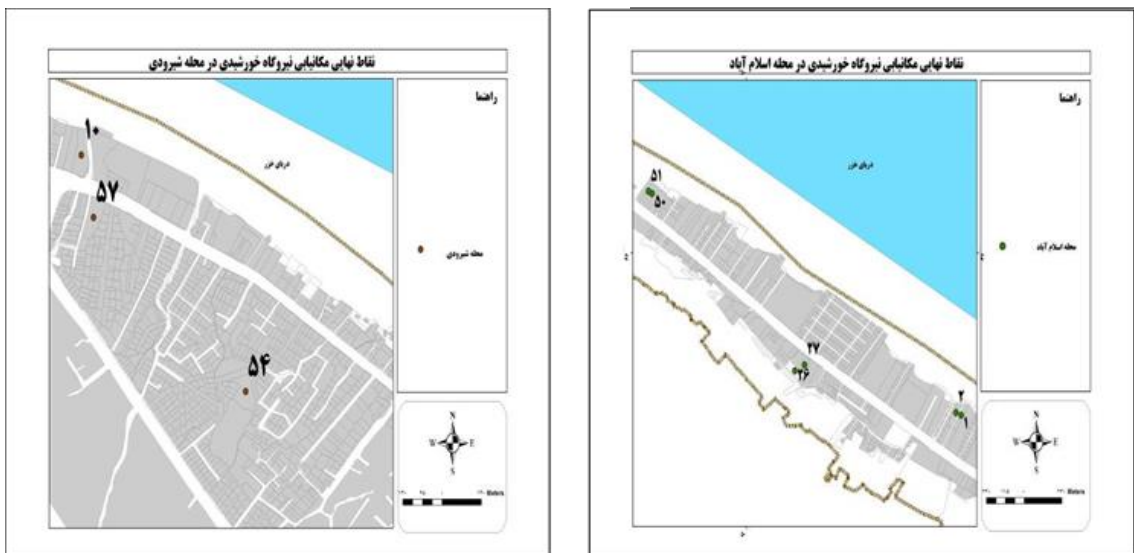 نقاط نهایی مکانیابی نیروگاه خورشیدی در محله شیرودی
راهنما
محله شیرودی
دریای خزر
۱۰
۵۷
۵۴
N
W E
S
Meters
نقاط نهایی مکانیابی نیروگاه خورشیدی در محله اسلام آباد
راهنما
محله اسلام آباد
دریای خزر
۵۱
۵۰
۲۷
۲۶
۲
۱
N
W E
S
Meters